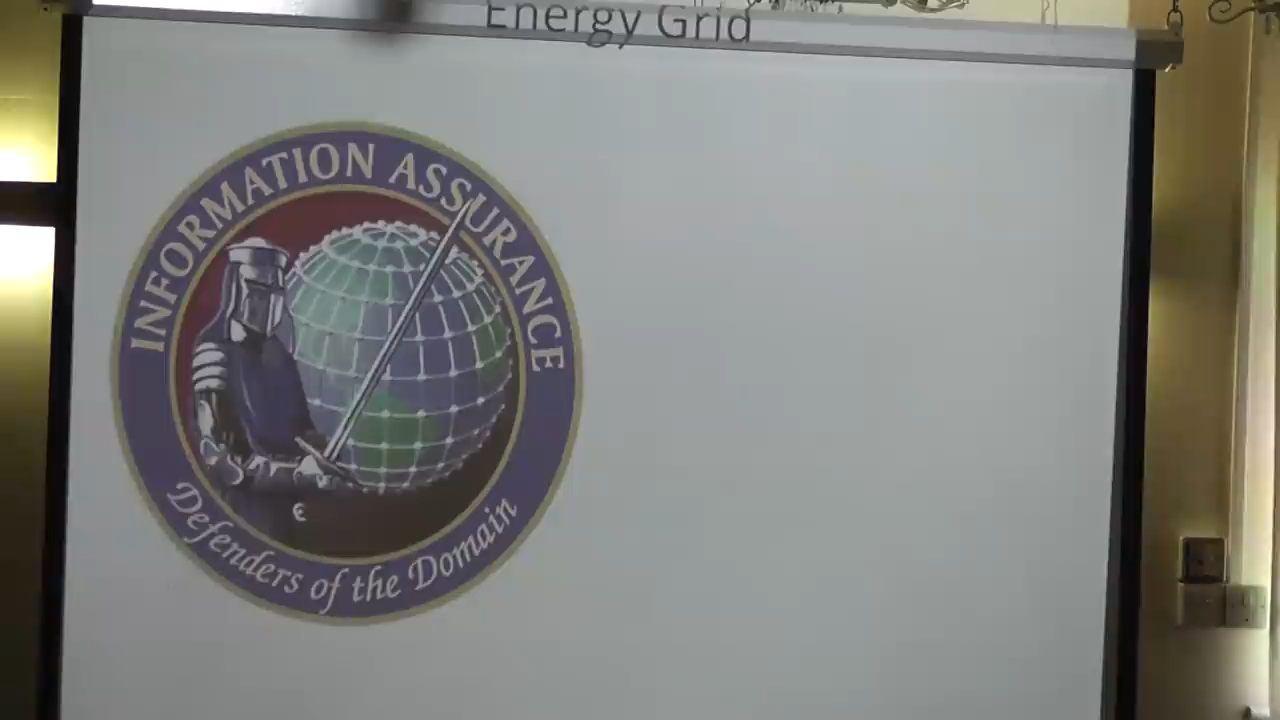 Energy Grid
INFORMATION ASSURANCE
Є
Defenders of the Domain